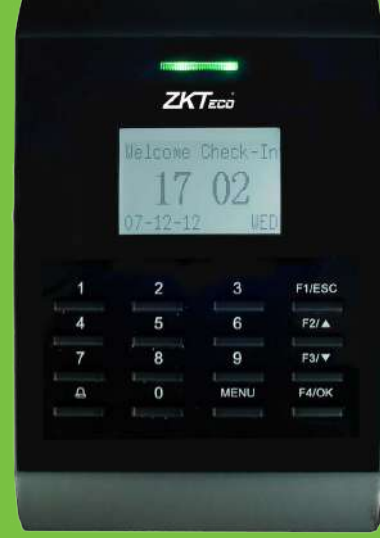 ZKTeco
Welcome Check-In
17 02
07-12-12 WED
1 2 3 F1/ESC
4 5 6 F2/▲
7 8 9 F3/▼
0 MENU F4/OK